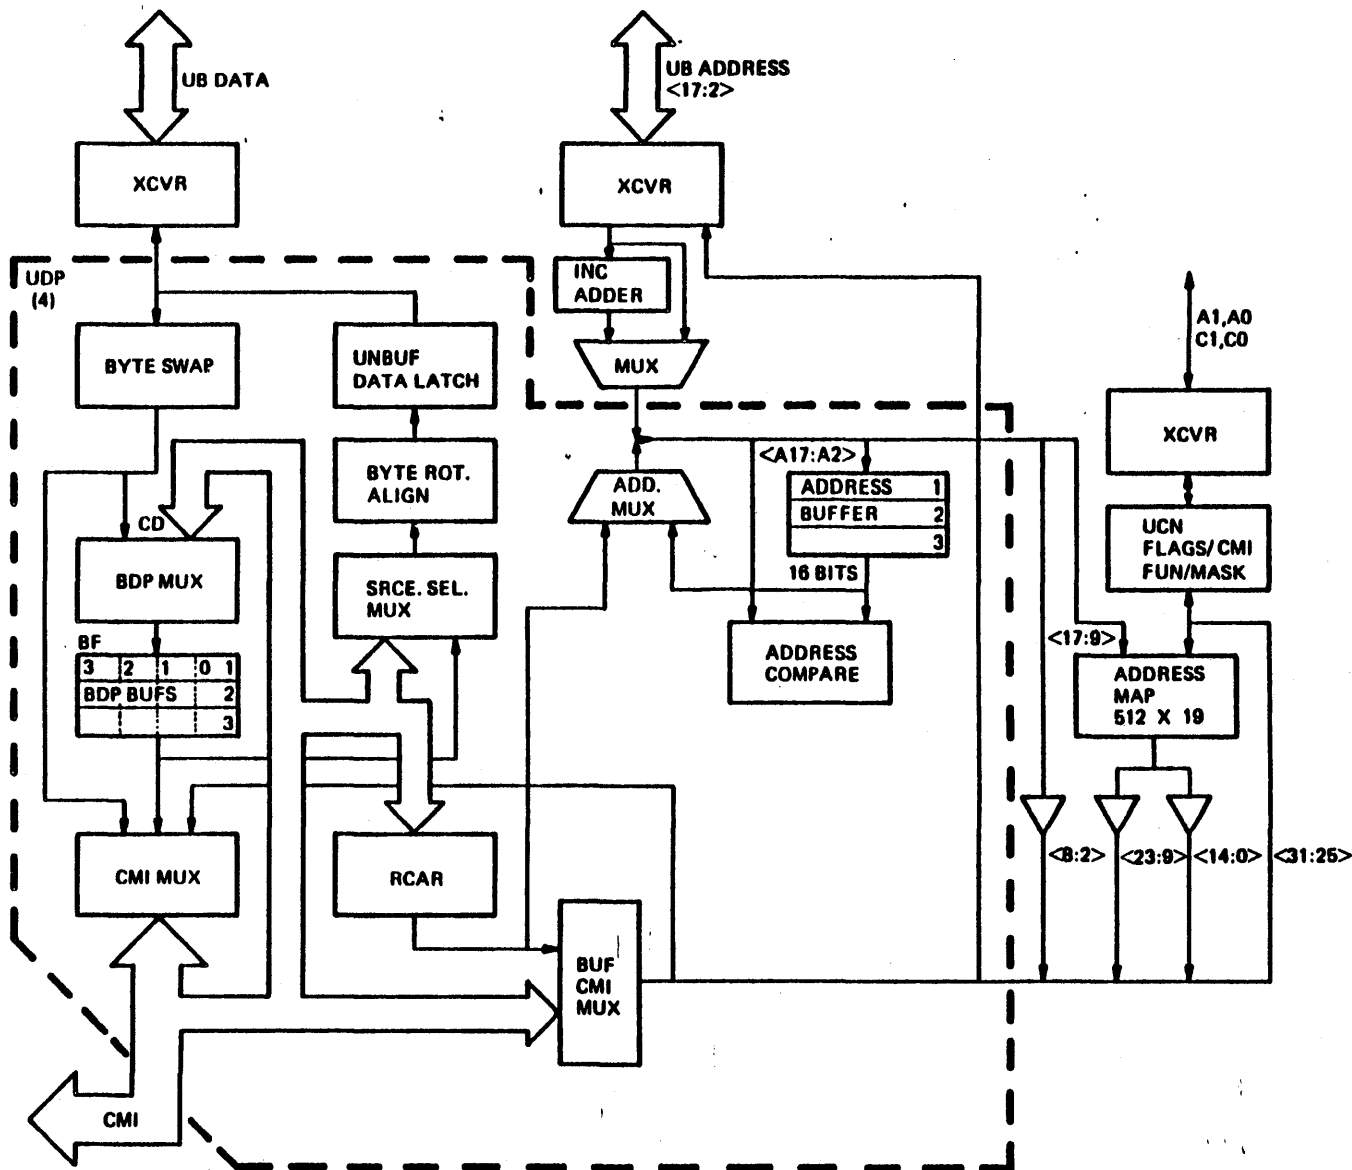 UB DATA
UB ADDRESS
<17:2>
XCVR
XCVR
UDP
(4)
INC
ADDER
A1,A0
C1,C0
BYTE SWAP
UNBUF
DATA LATCH
MUX
XCVR
<A17:A2>
BYTE ROT.
ALIGN
ADD.
MUX
ADDRESS 1
BUFFER 2
3
CD
UCN
FLAGS/CMI
FUN/MASK
BDP MUX
SRCE. SEL.
MUX
16 BITS
BF
3 2 1 0 1
BDP BUFS 2
3
ADDRESS
COMPARE
<17:9>
ADDRESS
MAP
512 X 19
CMI MUX
RCAR
<8:2>
<23:9>
<14:0>
<31:25>
BUF
CMI
MUX
CMI